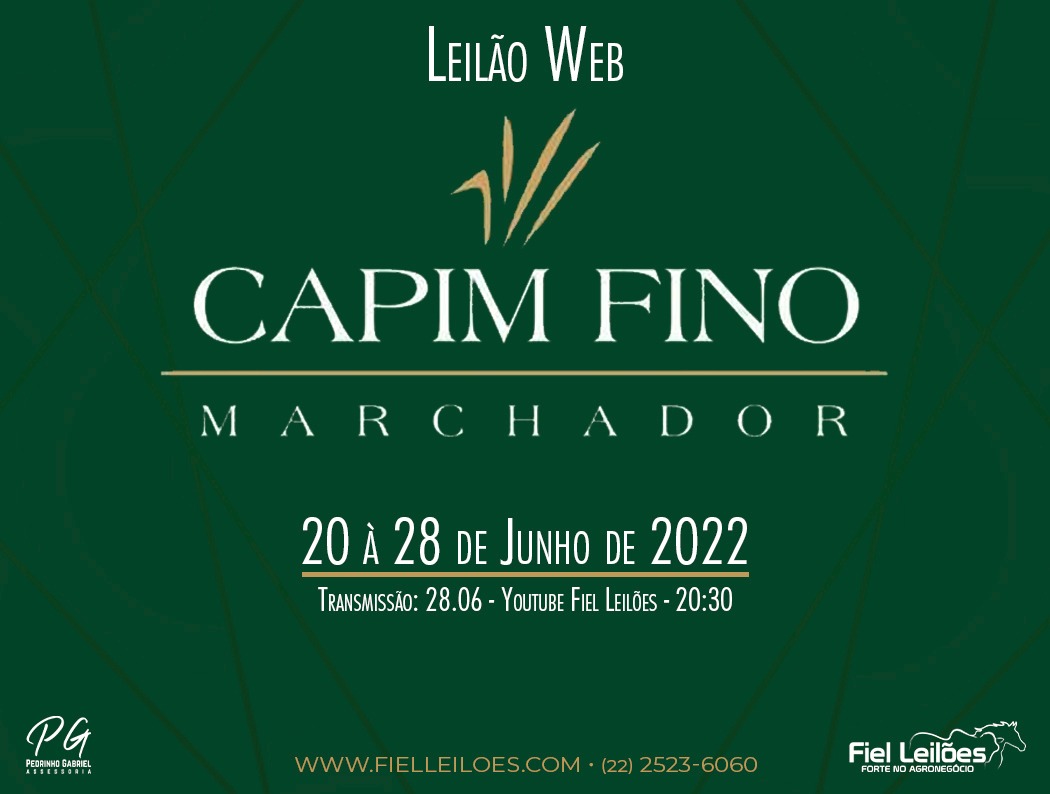 Leilão Web
CAPIM FINO
MARCHADOR
20 à 28 de Junho de 2022
Transmissão: 28.06 - Youtube Fiel Leilões - 20:30
PG
Pedrinho Gabriel
ASSESSORIA
WWW.FIELLEILOES.COM • (22) 2523-6060
Fiel Leilões
FORTE NO AGRONEGÓCIO